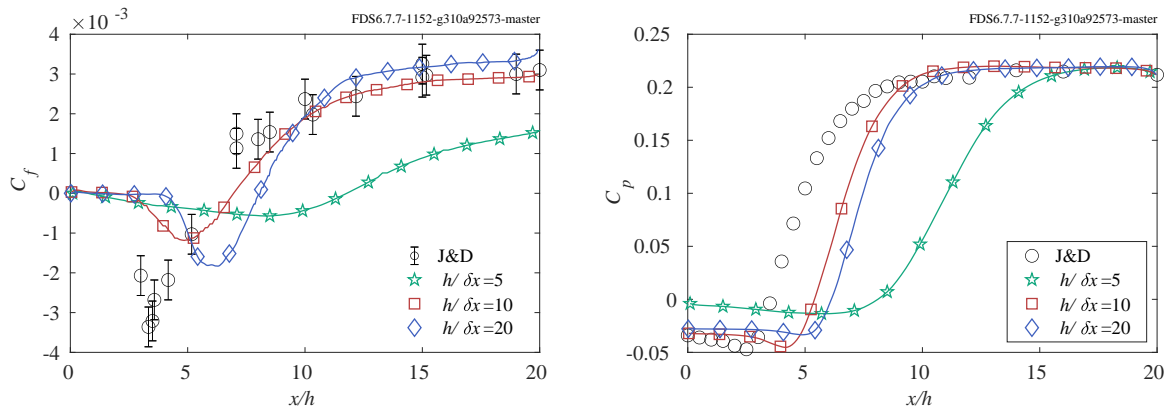 FDS6.7.7-1152-g310a92573-master
×10 -3
4
3
2
1
0
-1
-2
-3
-4
C f
0 5 10 15 20
x/h
J&D
h/ δx=5
h/ δx=10
h/ δx=20
FDS6.7.7-1152-g310a92573-master
0.25
0.2
0.15
0.1
0.05
0
-0.05
C p
0 5 10 15 20
x/h
J&D
h/ δx=5
h/ δx=10
h/ δx=20